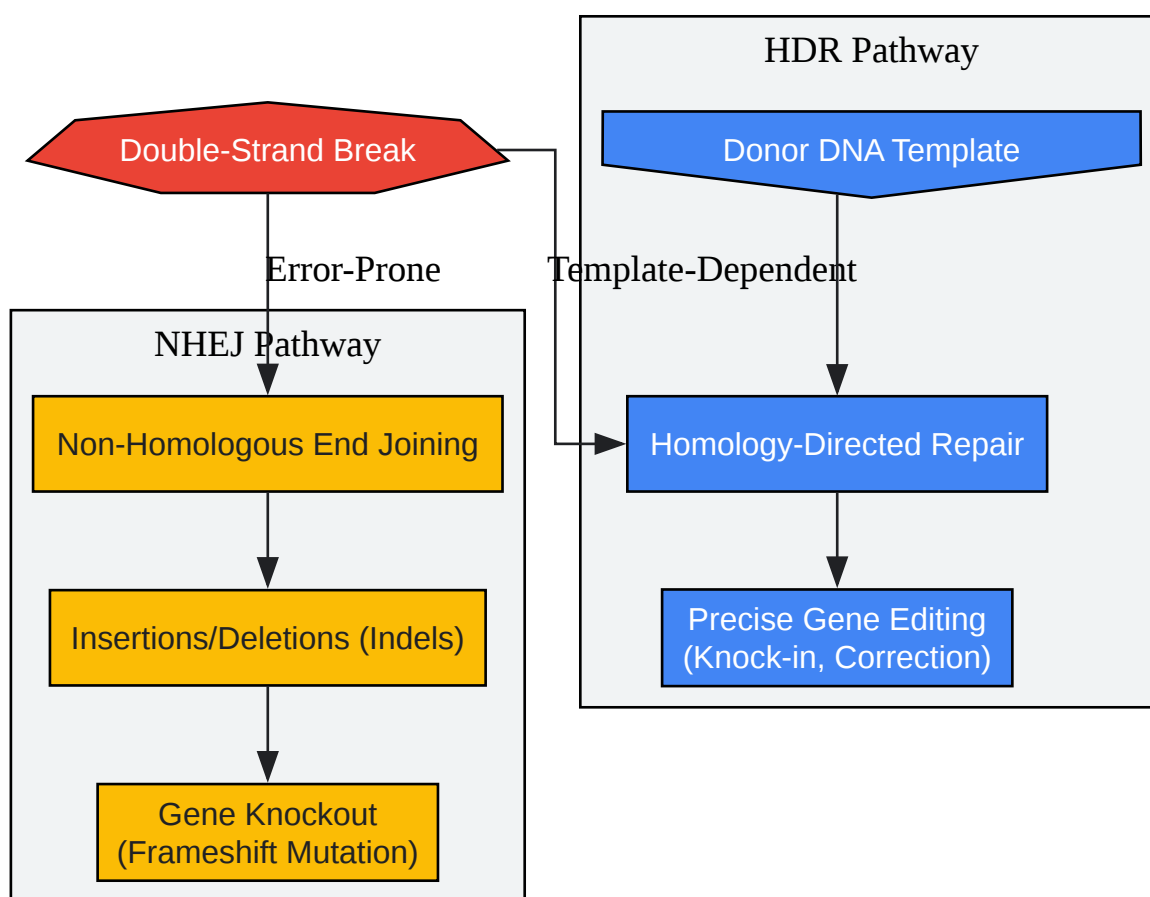 HDR Pathway
Double-Strand Break
Donor DNA Template
Error-Prone
Template-Dependent
NHEJ Pathway
Non-Homologous End Joining
Homology-Directed Repair
Insertions/Deletions (Indels)
Precise Gene Editing
(Knock-in, Correction)
Gene Knockout
(Frameshift Mutation)